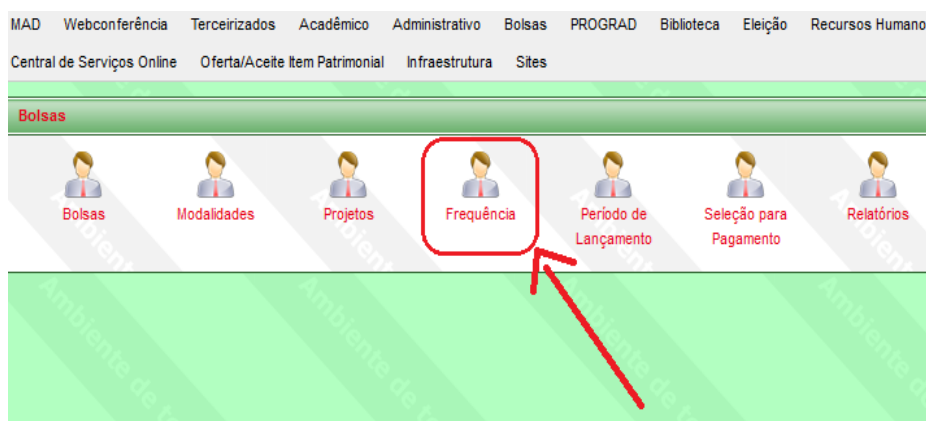 MAD Webconferência Terceirizados Acadêmico Administrativo Bolsas PROGRAD Biblioteca Eleição Recursos Humano
Central de Serviços Online Oferta/Aceite Item Patrimonial Infraestrutura Sites
Bolsas
Bolsas Modalidades Projetos Frequência Período de Lançamento Seleção para Pagamento Relatórios
Ambiente de t